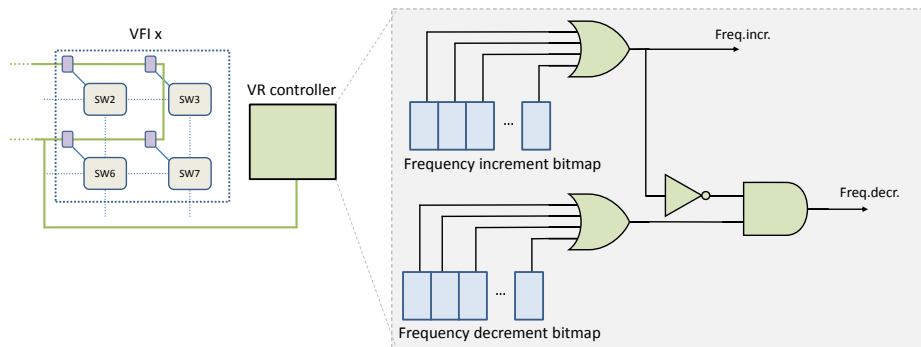 VFI x
SW2
SW3
SW6
SW7
VR controller
Freq.incr.
...
Frequency increment bitmap
Freq.decr.
...
Frequency decrement bitmap